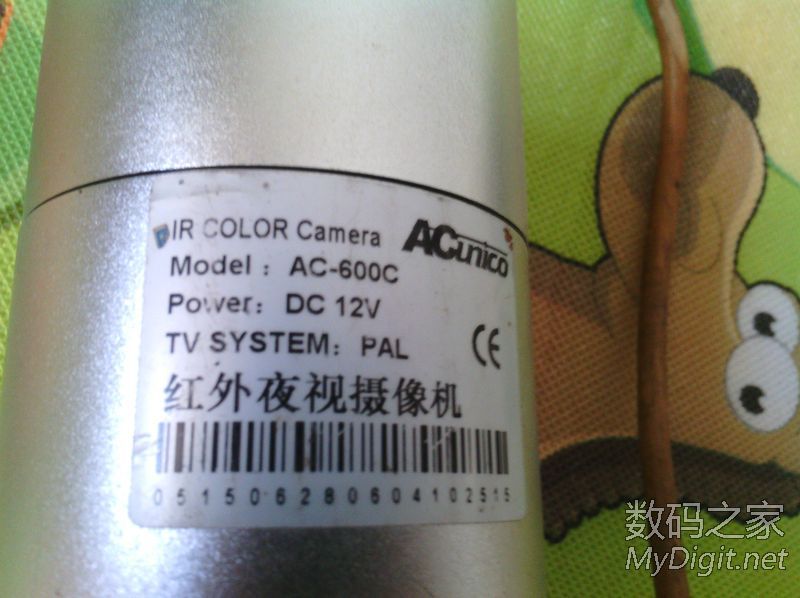 IR COLOR Camera
ACunico
Model : AC-600C
Power: DC 12V
TV SYSTEM: PAL
CE
红外夜视摄像机
051506280604102515
数码之家
MyDigit.net